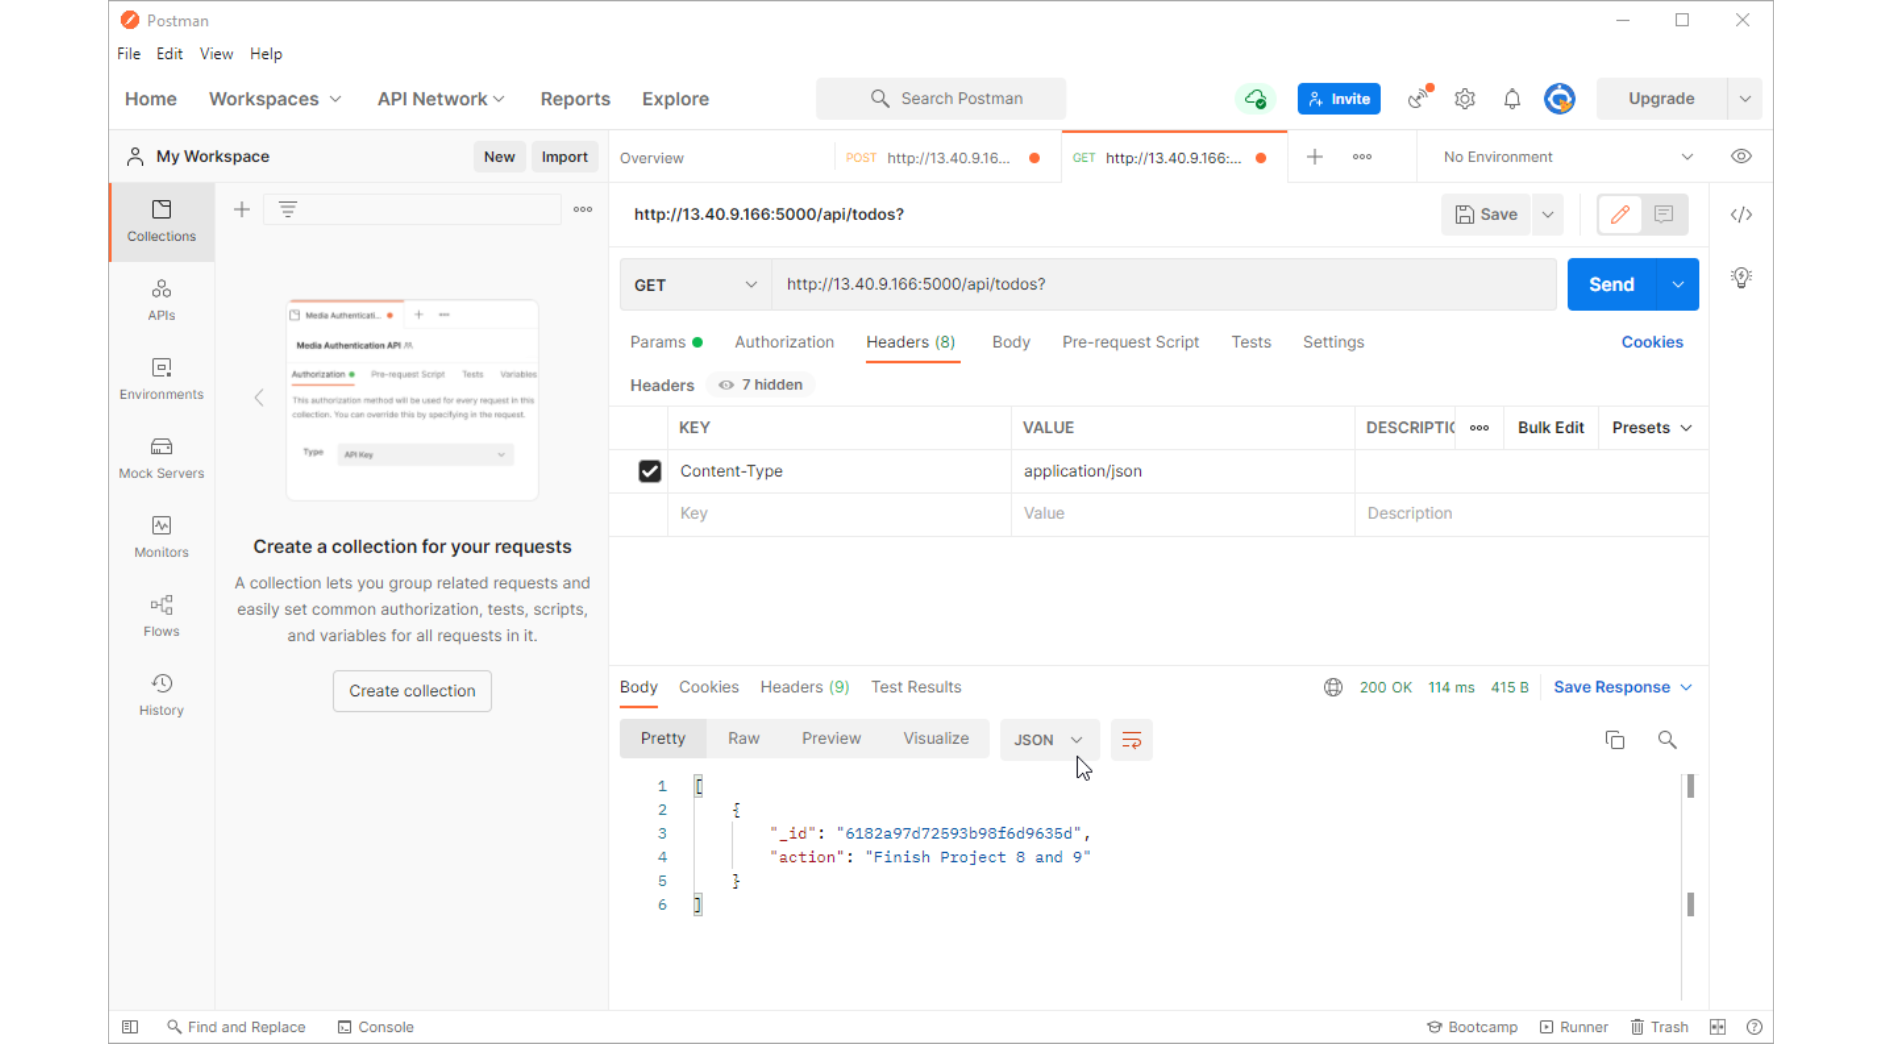 Postman
File Edit View Help
Home Workspaces API Network Reports Explore Search Postman Invite Upgrade
My Workspace New Import Overview POST http://13.40.9.16... GET http://13.40.9.166:... No Environment
Collections
http://13.40.9.166:5000/api/todos? Save
GET http://13.40.9.166:5000/api/todos? Send
APIs
Media Authenticati...
Media Authentication API
Authorization Pre-request Script Tests Variables
This authorization method will be used for every request in this
collection. You can override this by specifying in the request.
Type API Key
Params Authorization Headers (8) Body Pre-request Script Tests Settings Cookies
Headers 7 hidden
Environments
KEY VALUE DESCRIPTIO Bulk Edit Presets
Content-Type application/json
Key Value Description
Mock Servers
Monitors
Create a collection for your requests
A collection lets you group related requests and
easily set common authorization, tests, scripts,
and variables for all requests in it.
Create collection
Flows
History
Body Cookies Headers (9) Test Results 200 OK 114 ms 415 B Save Response
Pretty Raw Preview Visualize JSON
1 [
2 {
3 "_id": "6182a97d72593b98f6d9635d",
4 "action": "Finish Project 8 and 9"
5 }
6 ]
Find and Replace Console Bootcamp Runner Trash